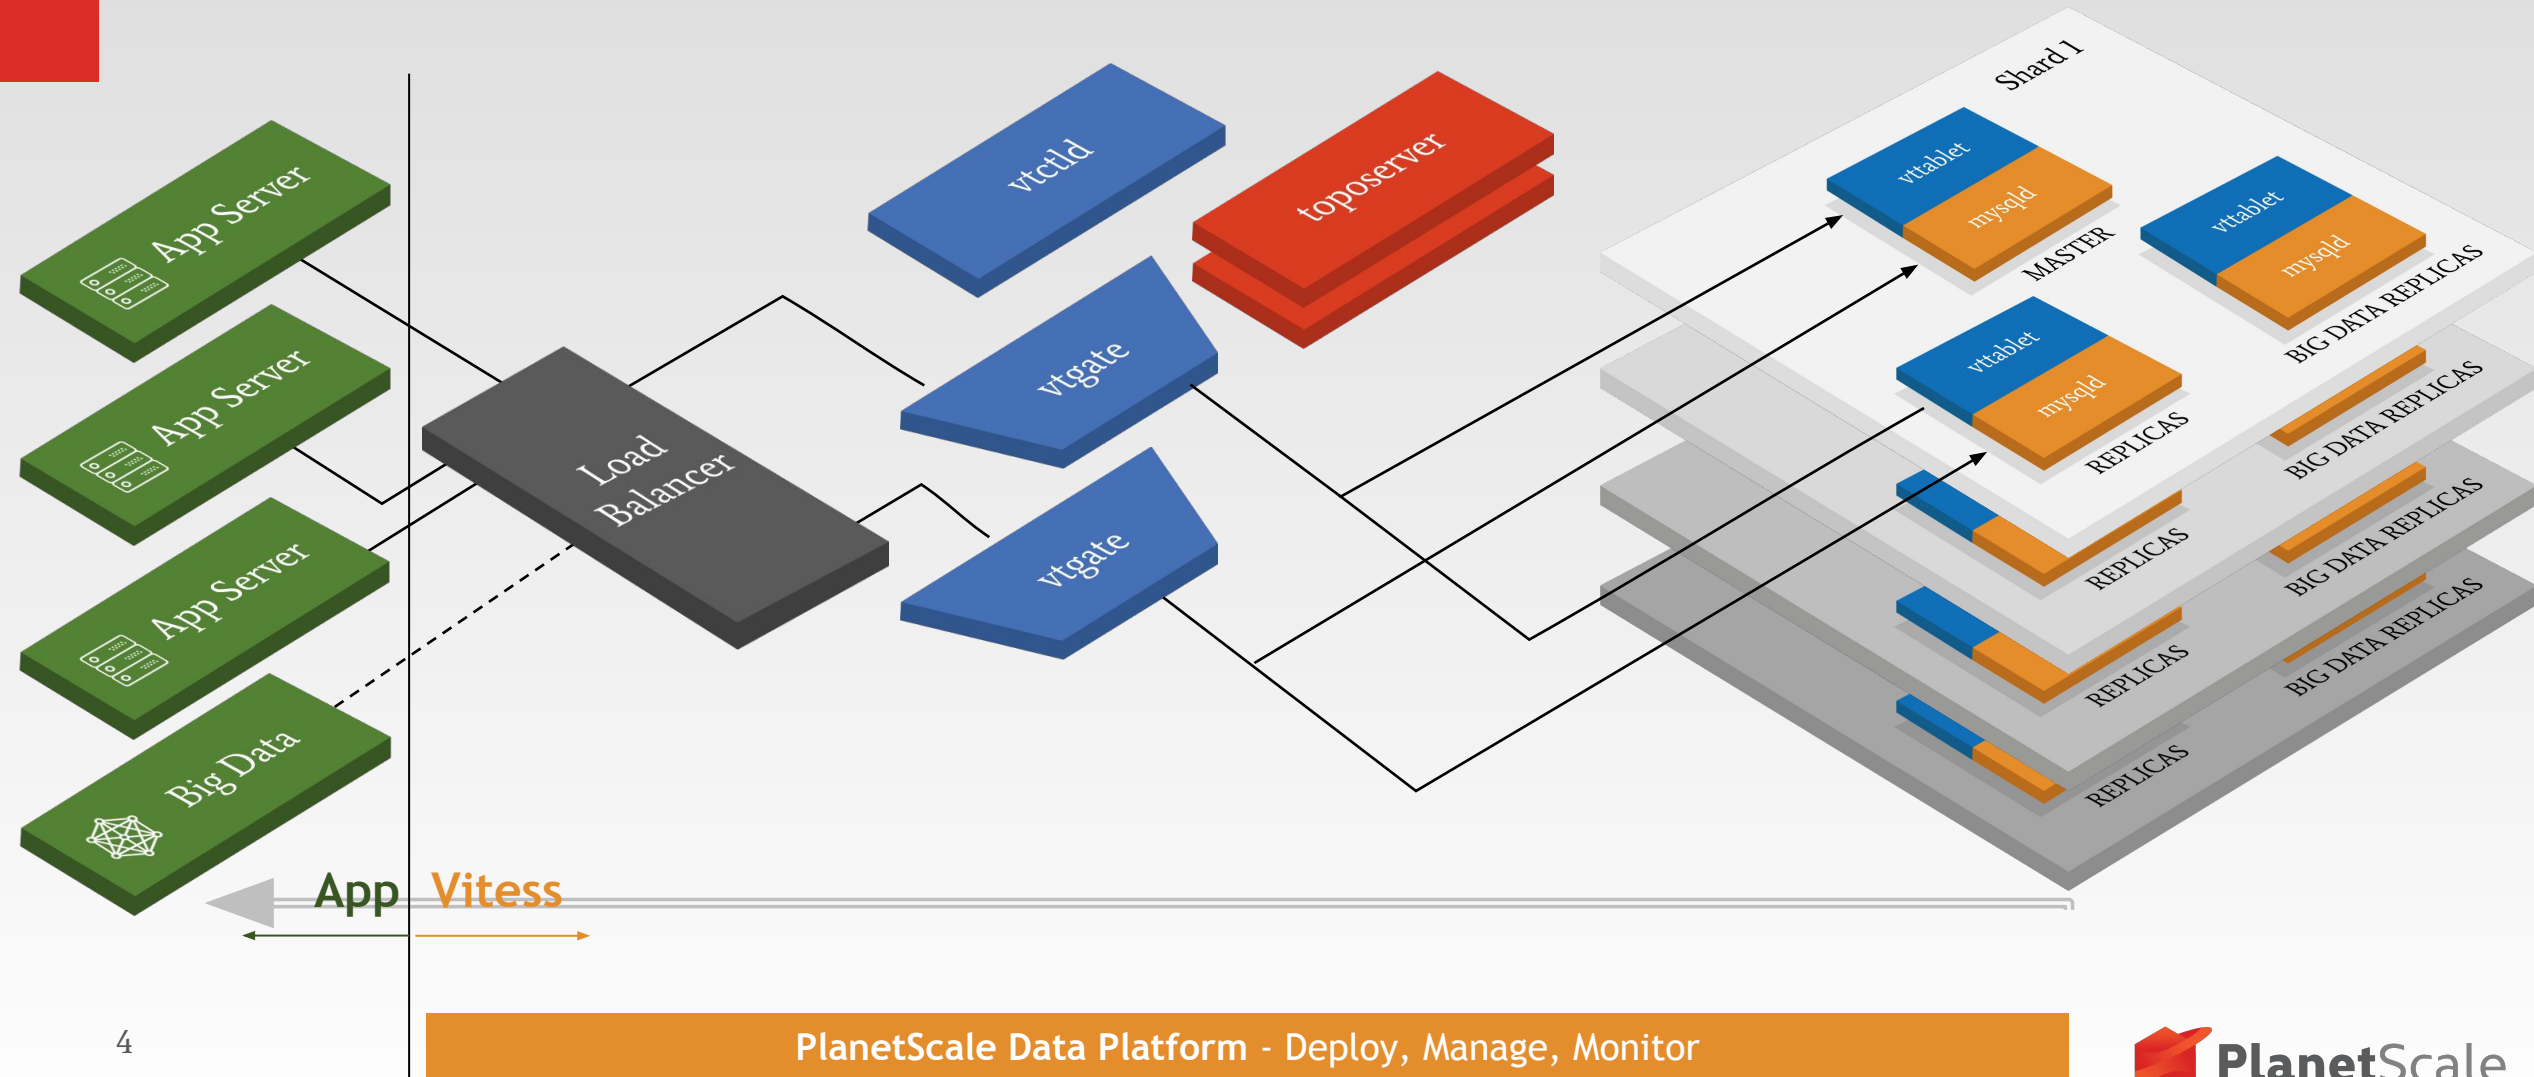 App Server
App Server
App Server
Big Data
Load
Balancer
vtctld
toposerver
vtgate
vtgate
Shard 1
vttablet
mysqld
MASTER
vttablet
mysqld
BIG DATA REPLICAS
vttablet
mysqld
REPLICAS
BIG DATA REPLICAS
REPLICAS
BIG DATA REPLICAS
REPLICAS
BIG DATA REPLICAS
REPLICAS
App
Vitess
4
PlanetScale Data Platform - Deploy, Manage, Monitor
PlanetScale